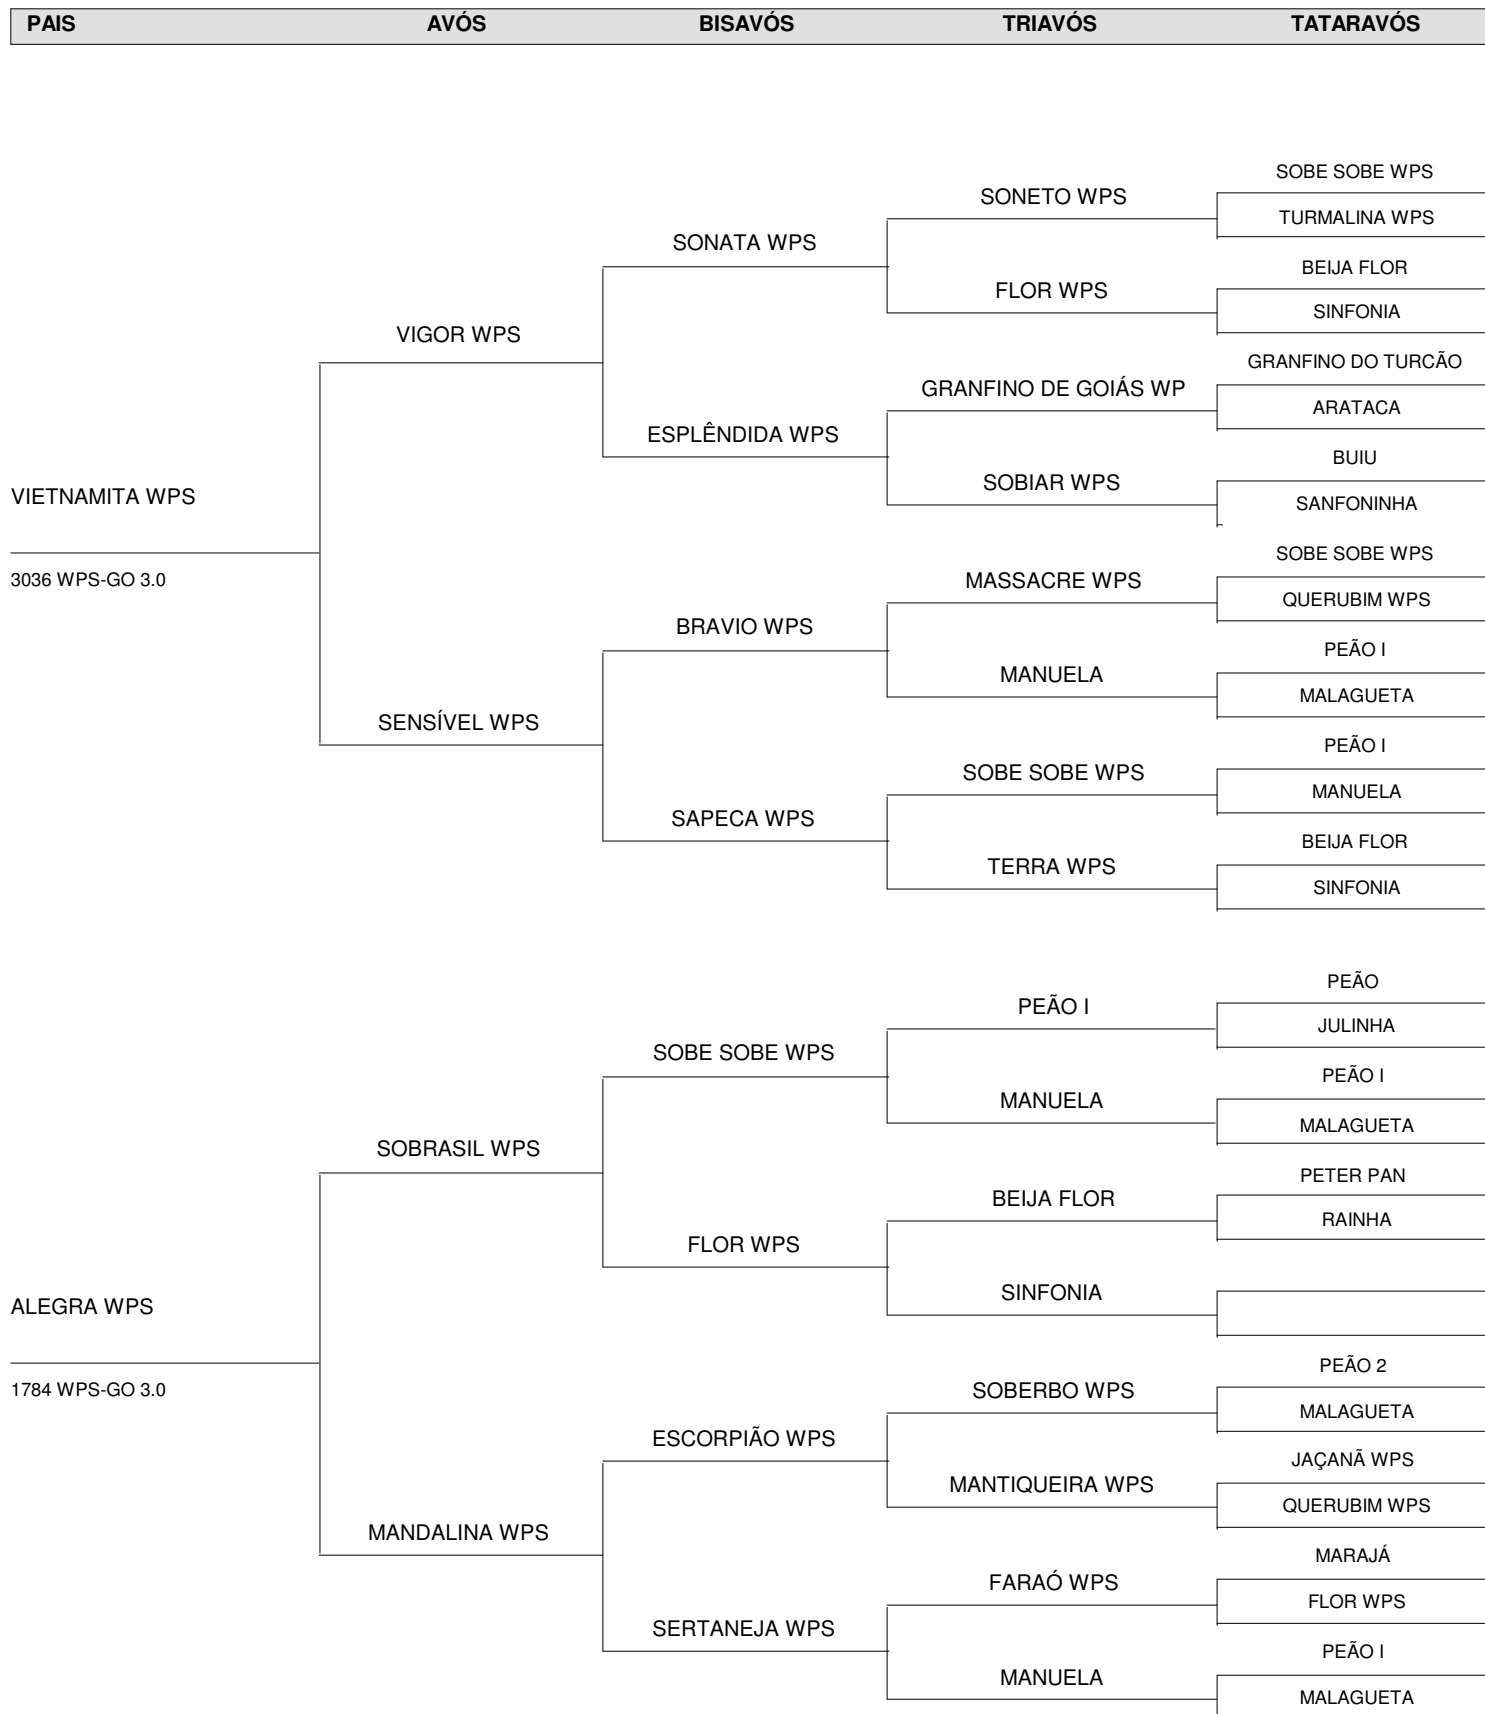 PAIS AVÓS BISAVÓS TRIAVÓS TATARAVÓS
SOBE SOBE WPS
SONETO WPS
TURMALINA WPS
SONATA WPS
BEIJA FLOR
FLOR WPS
SINFONIA
VIGOR WPS
GRANFINO DO TURCÃO
GRANFINO DE GOIÁS WP
ARATACA
ESPLÊNDIDA WPS
BUIU
SOBIAR WPS
SANFONINHA
VIETNAMITA WPS
3036 WPS-GO 3.0
SOBE SOBE WPS
MASSACRE WPS
QUERUBIM WPS
BRAVIO WPS
PEÃO I
MANUELA
MALAGUETA
SENSÍVEL WPS
PEÃO I
SOBE SOBE WPS
MANUELA
SAPECA WPS
BEIJA FLOR
TERRA WPS
SINFONIA
PEÃO
PEÃO I
JULINHA
SOBE SOBE WPS
PEÃO I
MANUELA
MALAGUETA
SOBRASIL WPS
PETER PAN
BEIJA FLOR
RAINHA
FLOR WPS
SINFONIA
ALEGRA WPS
1784 WPS-GO 3.0
PEÃO 2
SOBERBO WPS
MALAGUETA
ESCORPIÃO WPS
JAÇANÃ WPS
MANTIQUEIRA WPS
QUERUBIM WPS
MANDALINA WPS
MARAJÁ
FARAÓ WPS
FLOR WPS
SERTANEJA WPS
PEÃO I
MANUELA
MALAGUETA